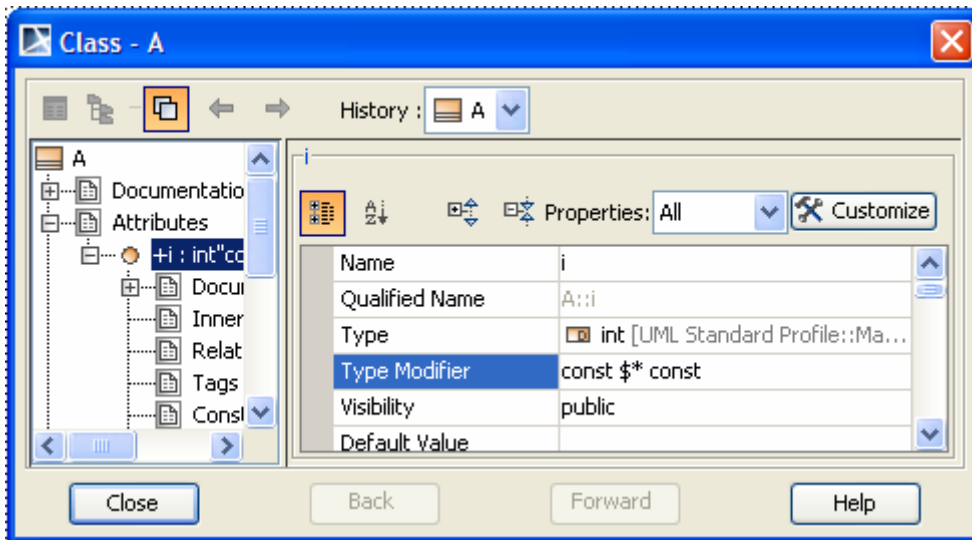 Class - A
History : A
A
Documentatio
Attributes
+i : int"co
Docu
Inner
Relat
Tags
Const
i
Properties: All Customize
Name i
Qualified Name A::i
Type int [UML Standard Profile::Ma...
Type Modifier const $* const
Visibility public
Default Value
Close Back Forward Help